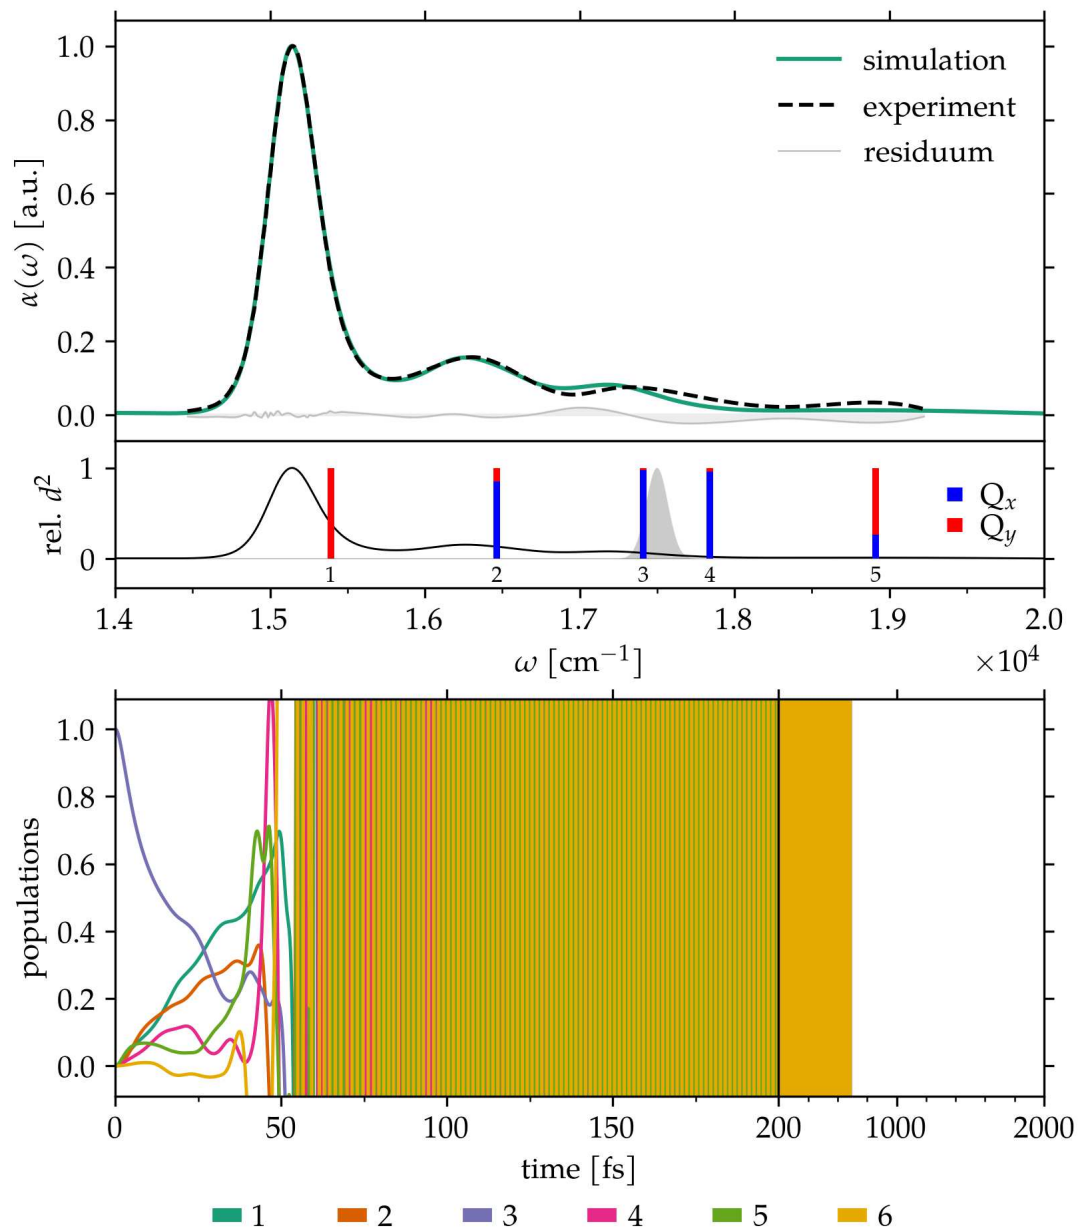 1.0
0.8
0.6
0.4
0.2
0.0
α(ω) [a.u.]
simulation
experiment
residuum
1
0
rel. d²
Qₓ
Q_y
1 2 3 4 5
1.4 1.5 1.6 1.7 1.8 1.9 2.0
ω [cm⁻¹]
×10⁴
1.0
0.8
0.6
0.4
0.2
0.0
populations
0 50 100 150 200 1000 2000
time [fs]
1 2 3 4 5 6